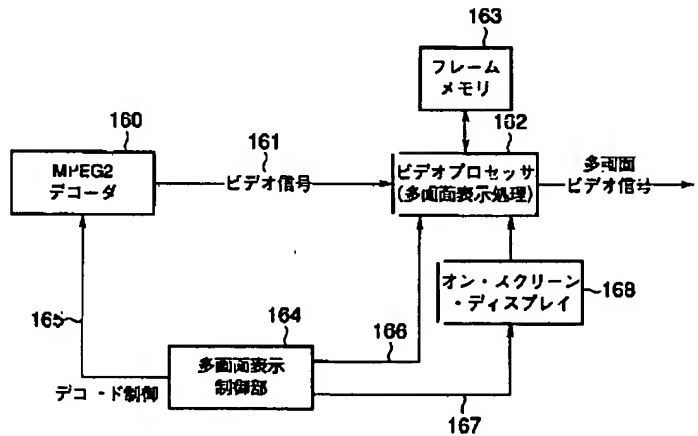 163
フレーム
メモリ
160
161
162
MPEG2
デコーダ
ビデオ信号
ビデオプロセッサ
(多画面表示処理)
多画面
ビデオ信号
オン・スクリーン
・ディスプレイ
168
165
164
166
多画面表示
制御部
デコード制御
167